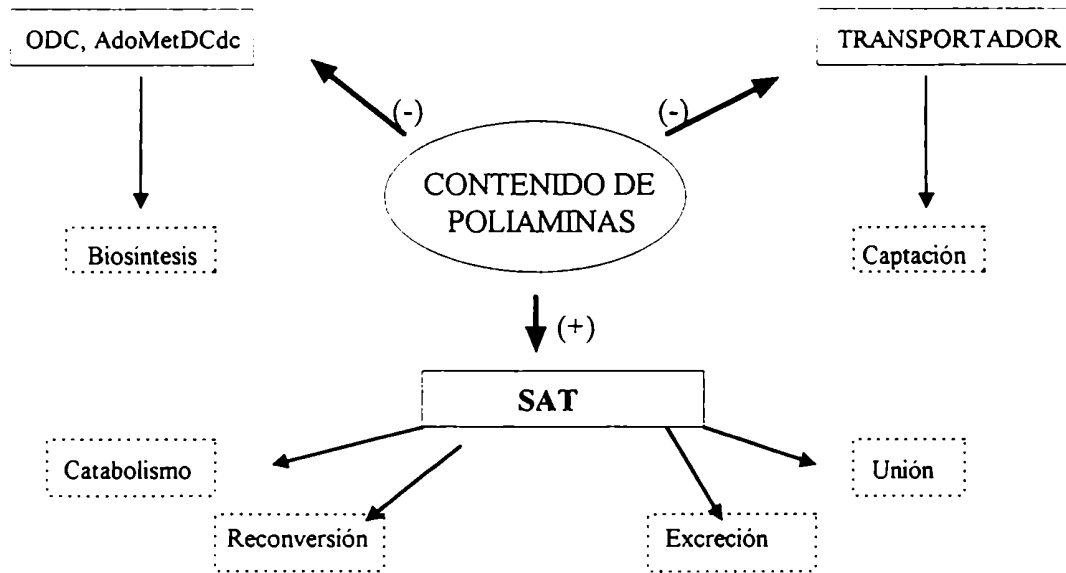 ODC, AdoMetDCdc
TRANSPORTADOR
(-)
(-)
CONTENIDO DE
POLIAMINAS
Biosíntesis
Captación
(+)
SAT
Catabolismo
Unión
Reconversión
Excreción